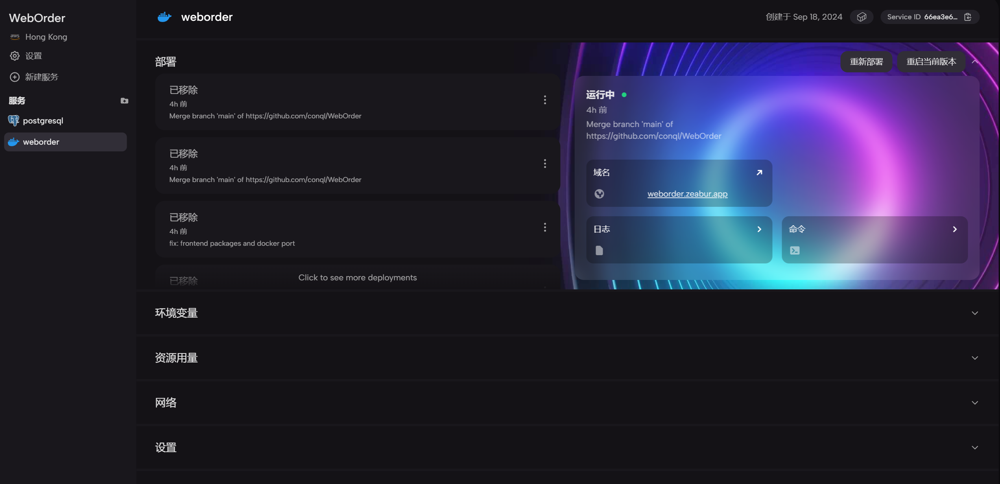 WebOrder
aws Hong Kong
设置
新建服务
服务
postgresql
weborder
weborder
创建于 Sep 18, 2024
Service ID 66ea3e6...
部署
重新部署
重启当前版本
已移除
4h 前
Merge branch 'main' of https://github.com/conql/WebOrder
已移除
4h 前
Merge branch 'main' of https://github.com/conql/WebOrder
已移除
4h 前
fix: frontend packages and docker port
已移除
Click to see more deployments
运行中
4h 前
Merge branch 'main' of
https://github.com/conql/WebOrder
域名
weborder.zeabur.app
日志
命令
环境变量
资源用量
网络
设置